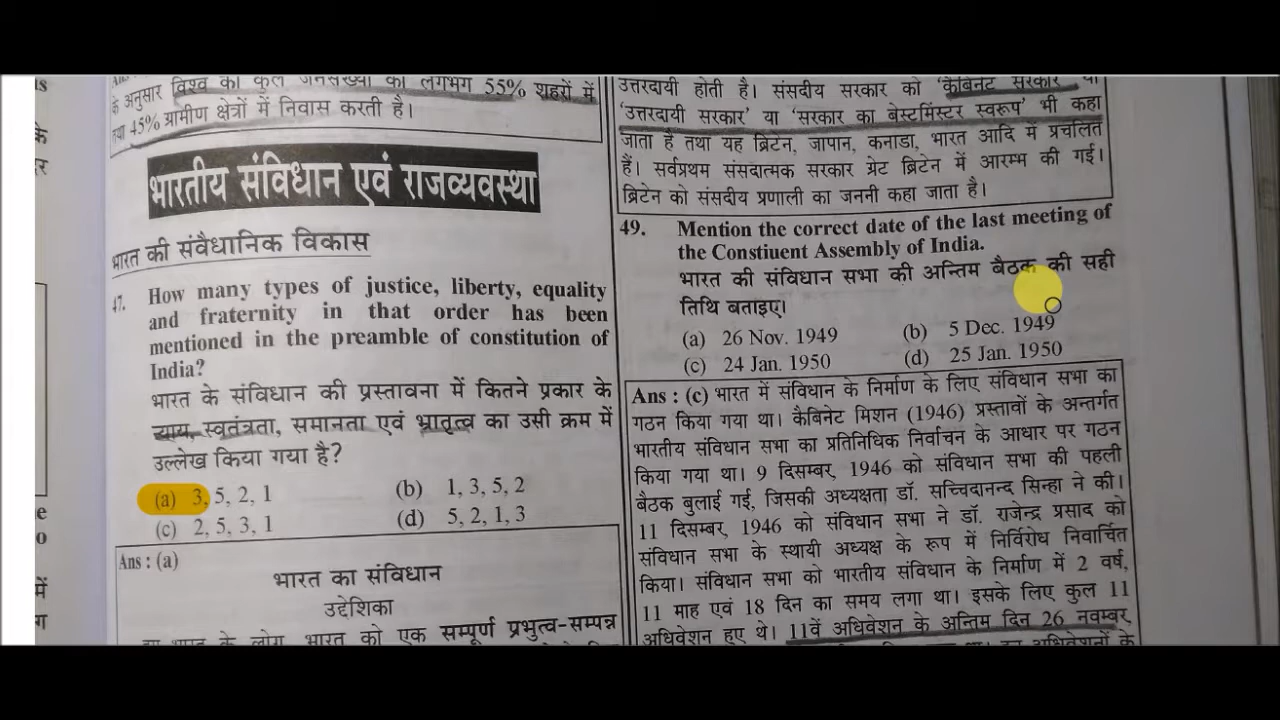 के अनुसार विश्व की कुल जनसंख्या का लगभग 55% शहरों में
तथा 45% ग्रामीण क्षेत्रों में निवास करती है।
भारतीय संविधान एवं राजव्यवस्था
भारत की संवैधानिक विकास
47. How many types of justice, liberty, equality
and fraternity in that order has been
mentioned in the preamble of constitution of
India?
भारत के संविधान की प्रस्तावना में कितने प्रकार के
न्याय, स्वतंत्रता, समानता एवं भ्रातृत्व का उसी क्रम में
उल्लेख किया गया है?
(a) 3, 5, 2, 1 (b) 1, 3, 5, 2
(c) 2, 5, 3, 1 (d) 5, 2, 1, 3
Ans : (a)
भारत का संविधान
उद्देशिका
भारत के लोग, भारत को एक सम्पूर्ण प्रभुत्व-सम्पन्न
उत्तरदायी होती है। संसदीय सरकार को 'कैबिनेट सरकार' या
'उत्तरदायी सरकार' या 'सरकार का बेस्टमिंस्टर स्वरूप' भी कहा
जाता है तथा यह ब्रिटेन, जापान, कनाडा, भारत आदि में प्रचलित
हैं। सर्वप्रथम संसदात्मक सरकार ग्रेट ब्रिटेन में आरम्भ की गई।
ब्रिटेन को संसदीय प्रणाली का जननी कहा जाता है।
49. Mention the correct date of the last meeting of
the Constiuent Assembly of India.
भारत की संविधान सभा की अन्तिम बैठक की सही
तिथि बताइए।
(a) 26 Nov. 1949 (b) 5 Dec. 1949
(c) 24 Jan. 1950 (d) 25 Jan. 1950
Ans : (c) भारत में संविधान के निर्माण के लिए संविधान सभा का
गठन किया गया था। कैबिनेट मिशन (1946) प्रस्तावों के अन्तर्गत
भारतीय संविधान सभा का प्रतिनिधिक निर्वाचन के आधार पर गठन
किया गया था। 9 दिसम्बर, 1946 को संविधान सभा की पहली
बैठक बुलाई गई, जिसकी अध्यक्षता डॉ. सच्चिदानन्द सिन्हा ने की।
11 दिसम्बर, 1946 को संविधान सभा ने डॉ. राजेन्द्र प्रसाद को
संविधान सभा के स्थायी अध्यक्ष के रूप में निर्विरोध निवार्चित
किया। संविधान सभा को भारतीय संविधान के निर्माण में 2 वर्ष,
11 माह एवं 18 दिन का समय लगा था। इसके लिए कुल 11
अधिवेशन हुए थे। 11वें अधिवेशन के अन्तिम दिन 26 नवम्बर,